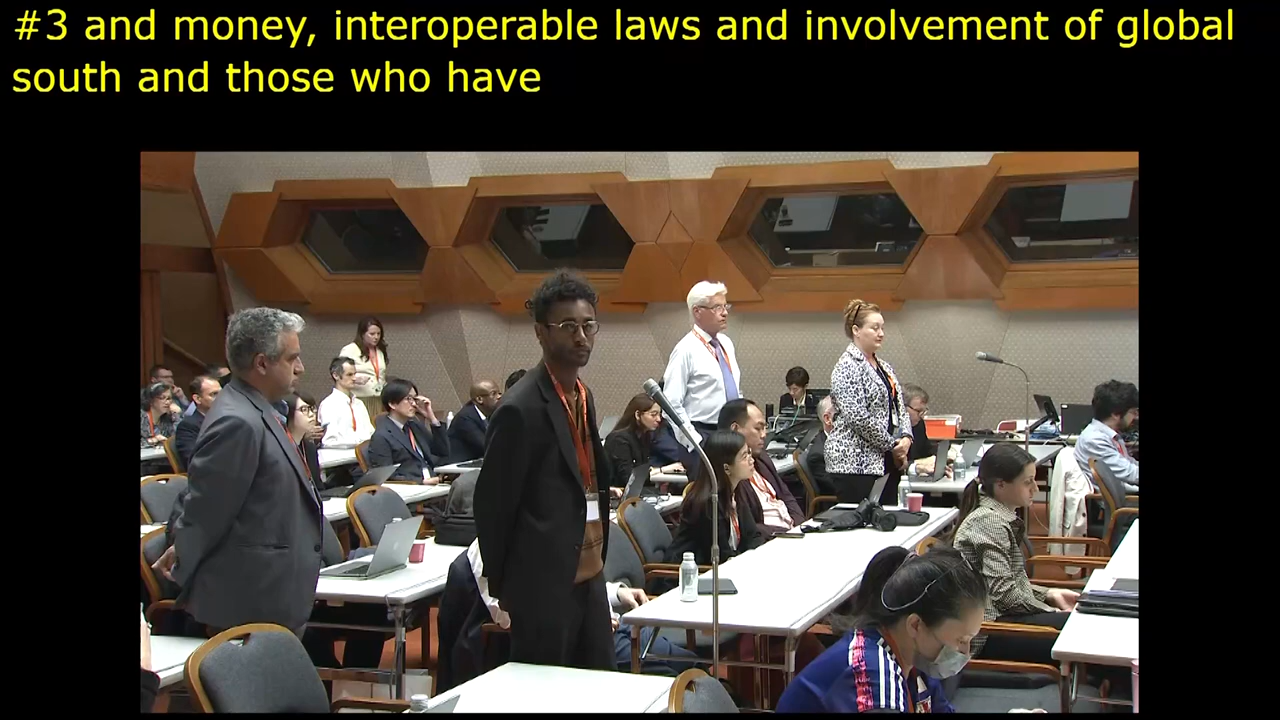 #3 and money, interoperable laws and involvement of global
south and those who have